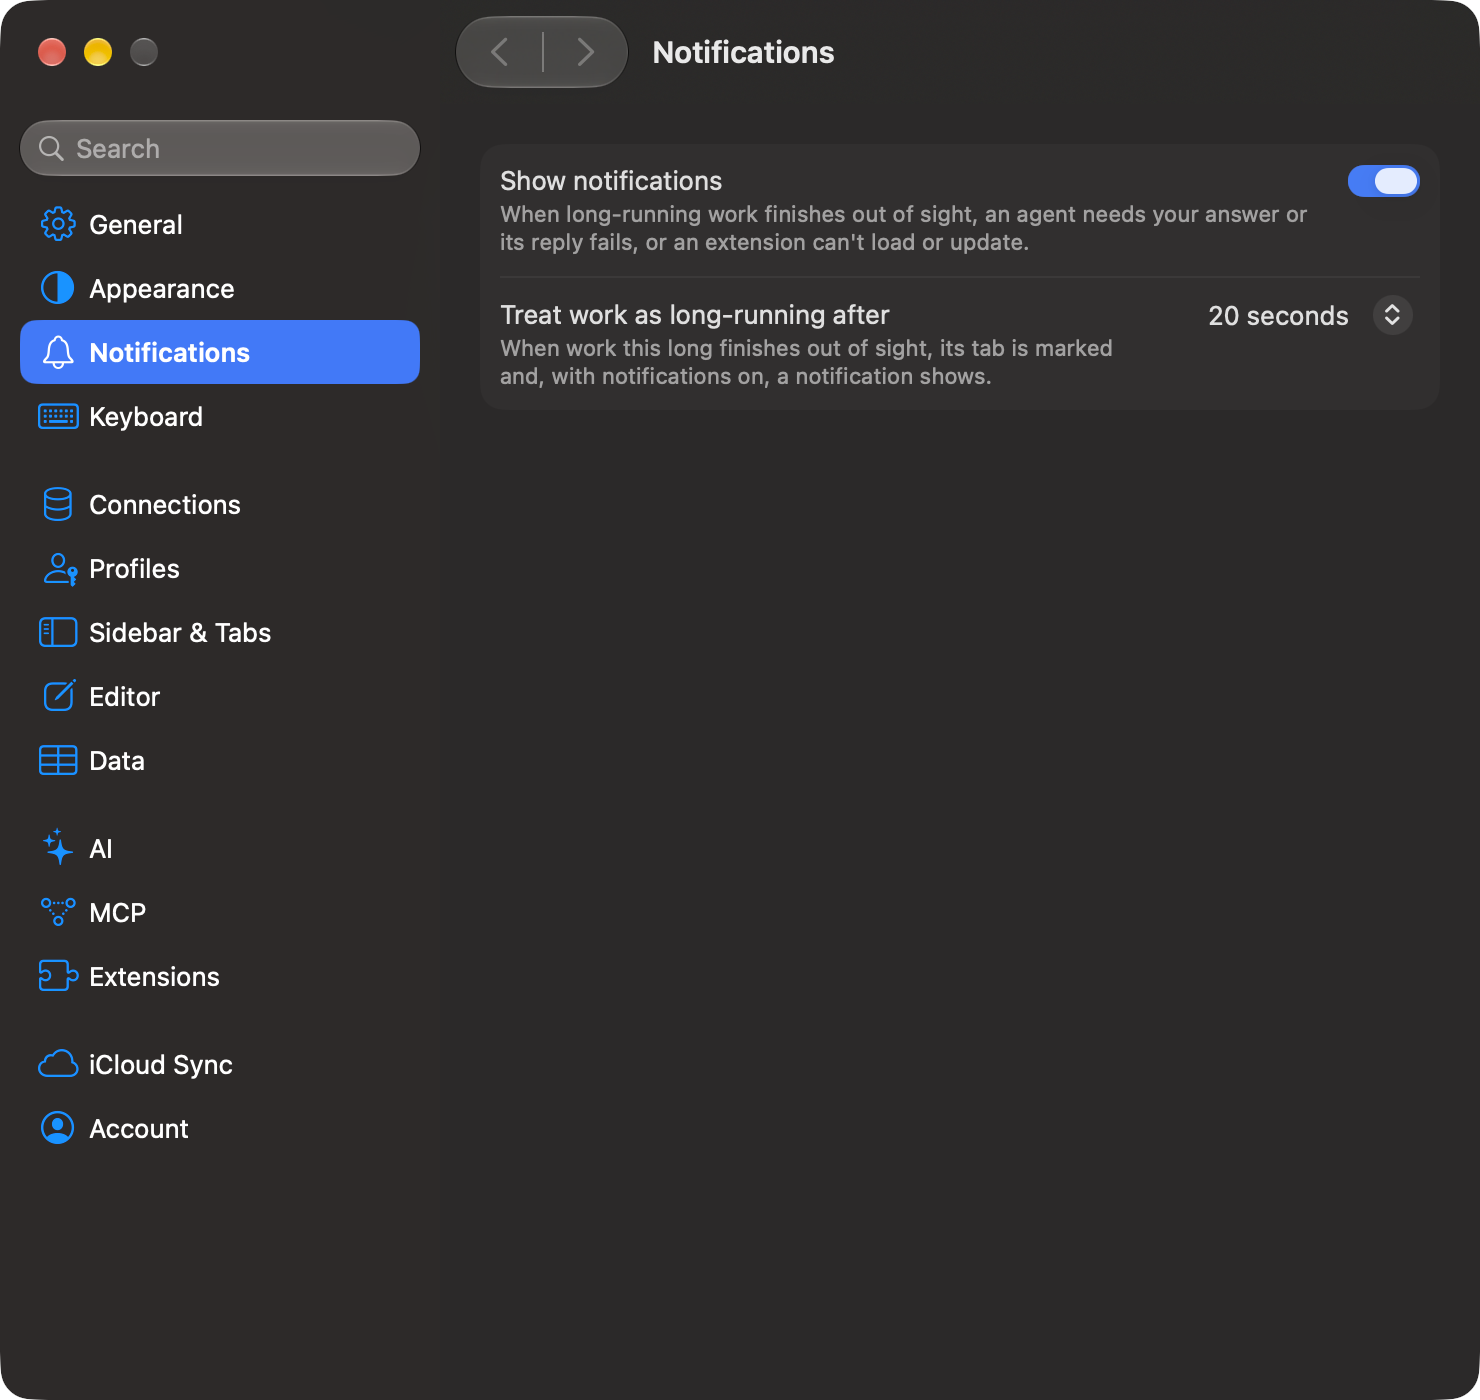 Notifications
Search
General
Appearance
Notifications
Keyboard
Connections
Profiles
Sidebar & Tabs
Editor
Data
AI
MCP
Extensions
iCloud Sync
Account
Show notifications
When long-running work finishes out of sight, an agent needs your answer or
its reply fails, or an extension can't load or update.
Treat work as long-running after
20 seconds
When work this long finishes out of sight, its tab is marked
and, with notifications on, a notification shows.